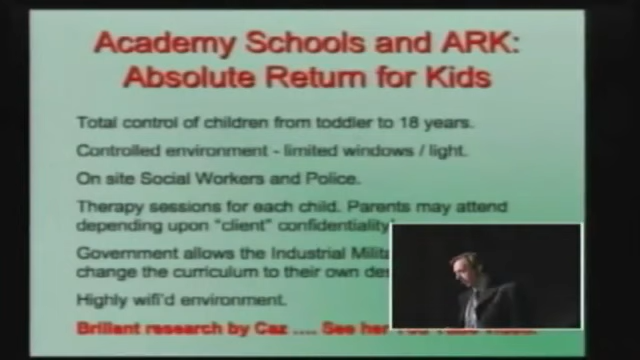 Academy Schools and ARK:
Absolute Return for Kids
Total control of children from toddler to 18 years.
Controlled environment - limited windows / light.
On site Social Workers and Police.
Therapy sessions for each child. Parents may attend
depending upon "client" confidentiality'
Government allows the Industrial
change the curriculum to their own
Highly wifi'd environment.
Brillant research by Caz .... See her